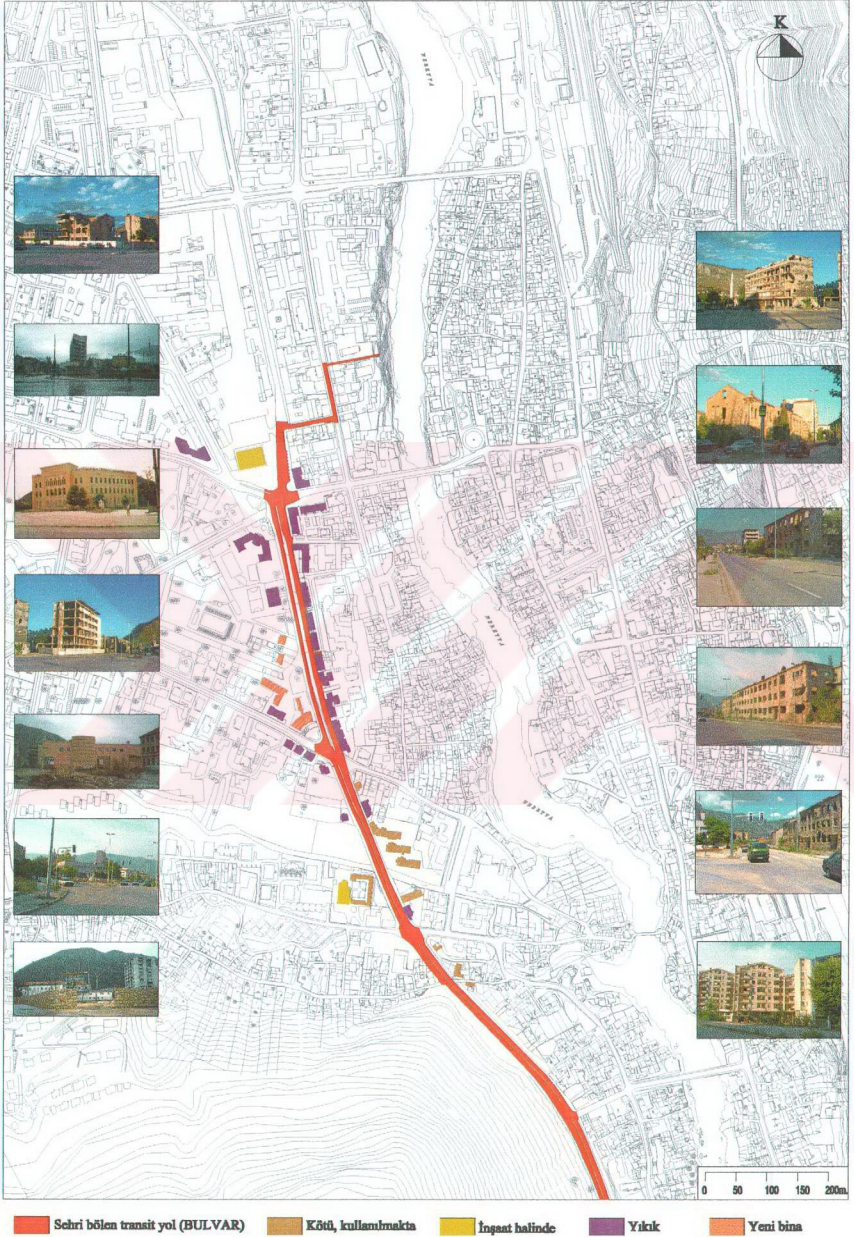 K
NERETVA
NERETVA
NERETVA
0 50 100 150 200m.
Sehri bölen transit yol (BULVAR)
Kötü, kullanılmakta
İnşaat halinde
Yıkık
Yeni bina